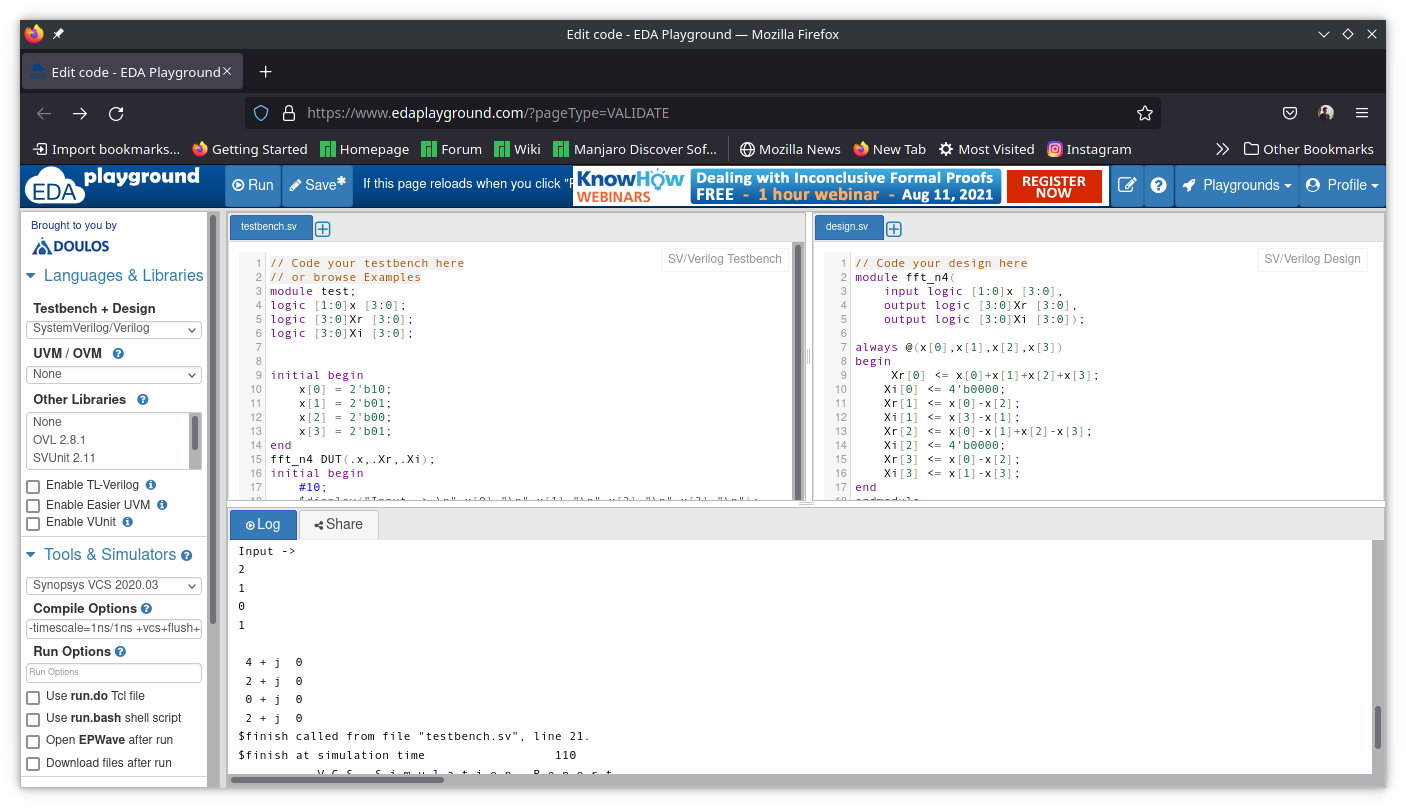 Edit code - EDA Playground — Mozilla Firefox
Edit code - EDA Playground
https://www.edaplayground.com/?pageType=VALIDATE
Import bookmarks... Getting Started Homepage Forum Wiki Manjaro Discover Sof... Mozilla News New Tab Most Visited Instagram Other Bookmarks
EDA playground Run Save* If this page reloads when you click "R
KnowHow WEBINARS Dealing with Inconclusive Formal Proofs
FREE - 1 hour webinar - Aug 11, 2021
REGISTER NOW
Playgrounds Profile
Brought to you by
DOULOS
Languages & Libraries
Testbench + Design
SystemVerilog/Verilog
UVM / OVM
None
Other Libraries
None
OVL 2.8.1
SVUnit 2.11
Enable TL-Verilog
Enable Easier UVM
Enable VUnit
Tools & Simulators
Synopsys VCS 2020.03
Compile Options
-timescale=1ns/1ns +vcs+flush+
Run Options
Run Options
Use run.do Tcl file
Use run.bash shell script
Open EPWave after run
Download files after run
testbench.sv
SV/Verilog Testbench
1 // Code your testbench here
2 // or browse Examples
3 module test;
4 logic [1:0]x [3:0];
5 logic [3:0]Xr [3:0];
6 logic [3:0]Xi [3:0];
7
8
9 initial begin
10 x[0] = 2'b10;
11 x[1] = 2'b01;
12 x[2] = 2'b00;
13 x[3] = 2'b01;
14 end
15 fft_n4 DUT(.x,.Xr,.Xi);
16 initial begin
17 #10;
18 $display("Input -> \n",x[0],"\n",x[1],"\n",x[2],"\n",x[3],"\n");
design.sv
SV/Verilog Design
1 // Code your design here
2 module fft_n4(
3 input logic [1:0]x [3:0],
4 output logic [3:0]Xr [3:0],
5 output logic [3:0]Xi [3:0]);
6
7 always @(x[0],x[1],x[2],x[3])
8 begin
9 Xr[0] <= x[0]+x[1]+x[2]+x[3];
10 Xi[0] <= 4'b0000;
11 Xr[1] <= x[0]-x[2];
12 Xi[1] <= x[3]-x[1];
13 Xr[2] <= x[0]-x[1]+x[2]-x[3];
14 Xi[2] <= 4'b0000;
15 Xr[3] <= x[0]-x[2];
16 Xi[3] <= x[1]-x[3];
17 end
18 endmodule
Log Share
Input ->
2
1
0
1
4 + j 0
2 + j 0
0 + j 0
2 + j 0
$finish called from file "testbench.sv", line 21.
$finish at simulation time 110
V C S S i m u l a t i o n R e p o r t